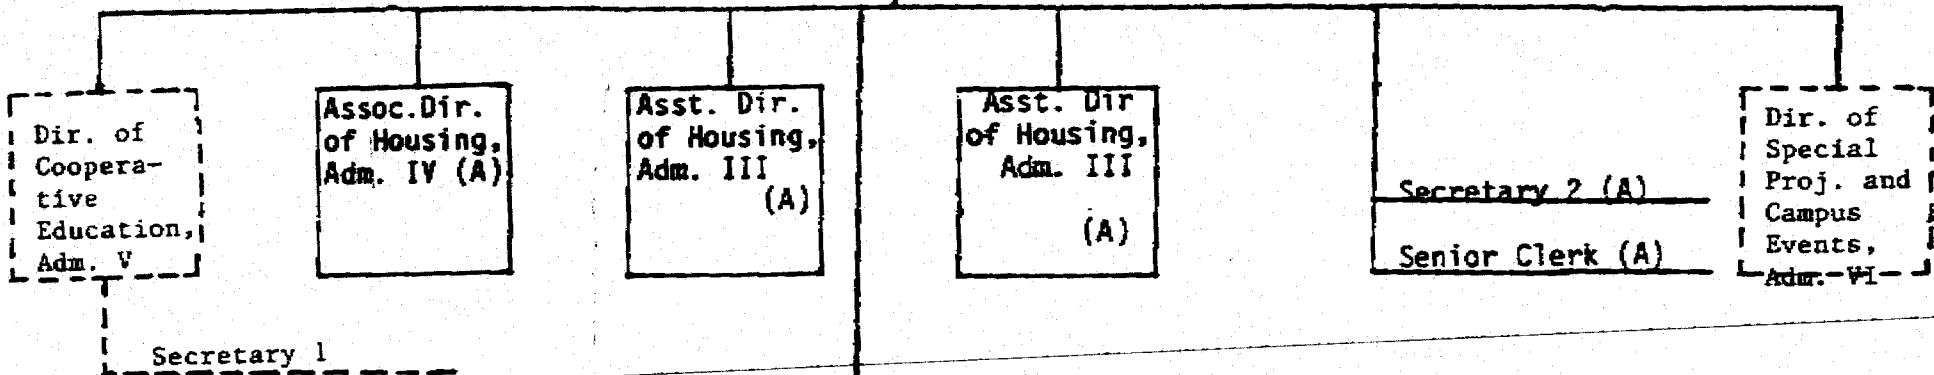 Dir. of
Coopera-
tive
Education,
Adm. V
Secretary 1
Assoc.Dir.
of Housing,
Adm. IV (A)
Asst. Dir.
of Housing,
Adm. III
(A)
Asst. Dir
of Housing,
Adm. III
(A)
Secretary 2 (A)
Senior Clerk (A)
Dir. of
Special
Proj. and
Campus
Events,
Adm. VI